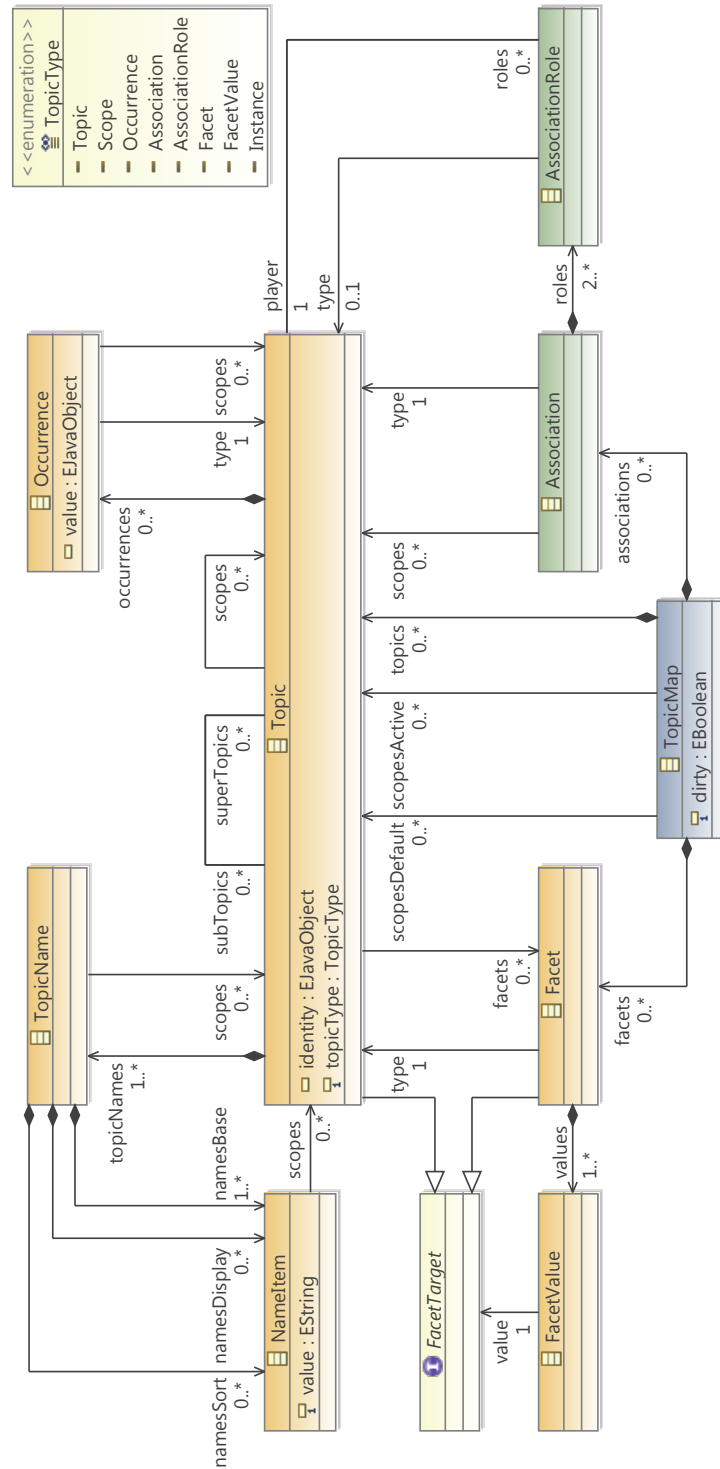 <<enumeration>>
TopicType
Topic
Scope
Occurrence
Association
AssociationRole
Facet
FacetValue
Instance
TopicName
Occurrence
value : EJavaObject
topicNames
1..*
scopes
0..*
occurrences
0..*
type
1
scopes
0..*
namesSort
0..*
namesDisplay
0..*
namesBase
1..*
subTopics
0..*
superTopics
0..*
scopes
0..*
NameItem
value : EString
scopes
0..*
Topic
identity : EJavaObject
topicType : TopicType
player
1
type
0..1
FacetTarget
type
1
facets
0..*
scopesDefault
0..*
scopesActive
0..*
topics
0..*
scopes
0..*
type
1
value
1
roles
0..*
FacetValue
values
1..*
Facet
Association
roles
2..*
AssociationRole
facets
0..*
associations
0..*
TopicMap
dirty : EBoolean